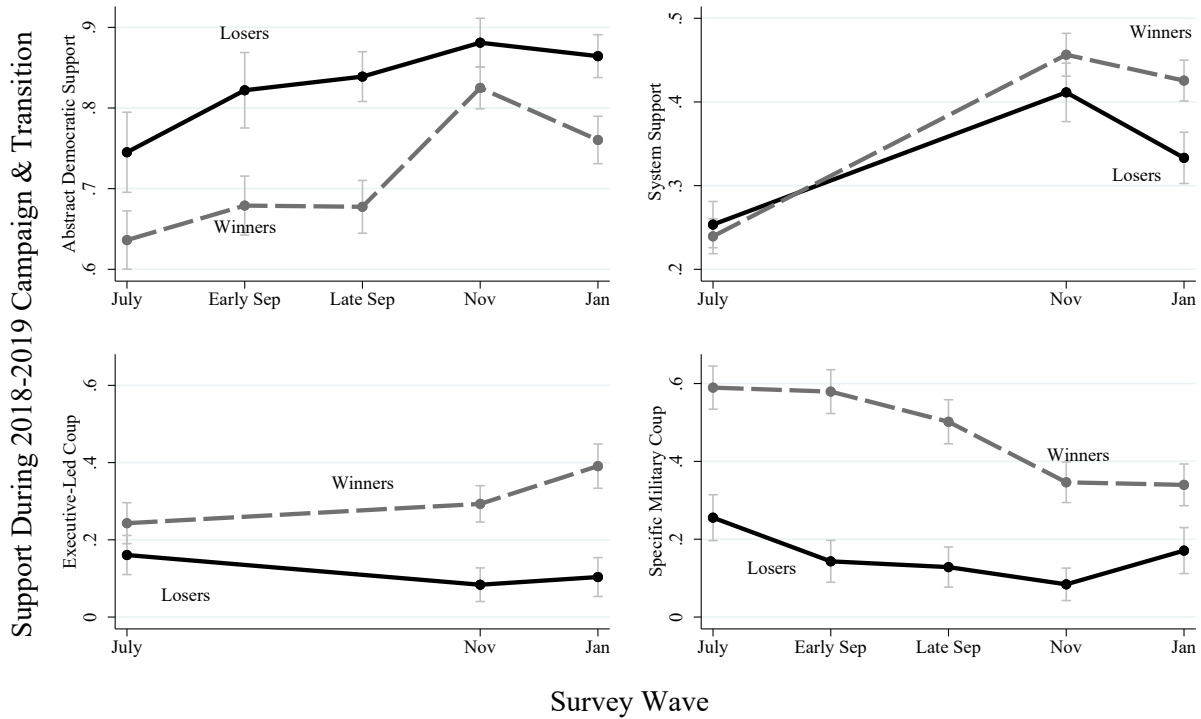 Support During 2018-2019 Campaign & Transition
Abstract Democratic Support
.9
.8
.7
.6
Losers
Winners
July
Early Sep
Late Sep
Nov
Jan
System Support
.5
.4
.3
.2
Winners
Losers
July
Nov
Jan
Executive-Led Coup
.6
.4
.2
0
Winners
Losers
July
Nov
Jan
Specific Military Coup
.6
.4
.2
0
Winners
Losers
July
Early Sep
Late Sep
Nov
Jan
Survey Wave